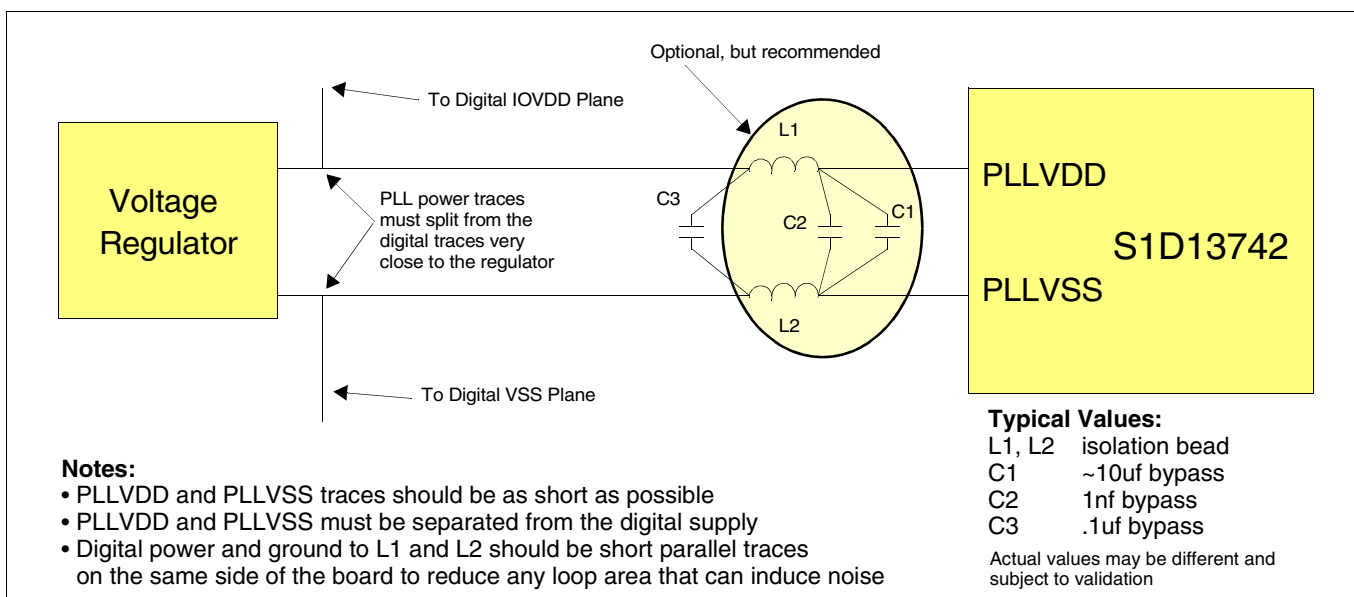 Optional, but recommended
To Digital IOVDD Plane
L1
Voltage
Regulator
PLL power traces
must split from the
digital traces very
close to the regulator
C3
C2
C1
PLLVDD
S1D13742
PLLVSS
L2
To Digital VSS Plane
Typical Values:
L1, L2 isolation bead
C1 ~10uf bypass
C2 1nf bypass
C3 .1uf bypass
Actual values may be different and
subject to validation
Notes:
• PLLVDD and PLLVSS traces should be as short as possible
• PLLVDD and PLLVSS must be separated from the digital supply
• Digital power and ground to L1 and L2 should be short parallel traces
on the same side of the board to reduce any loop area that can induce noise